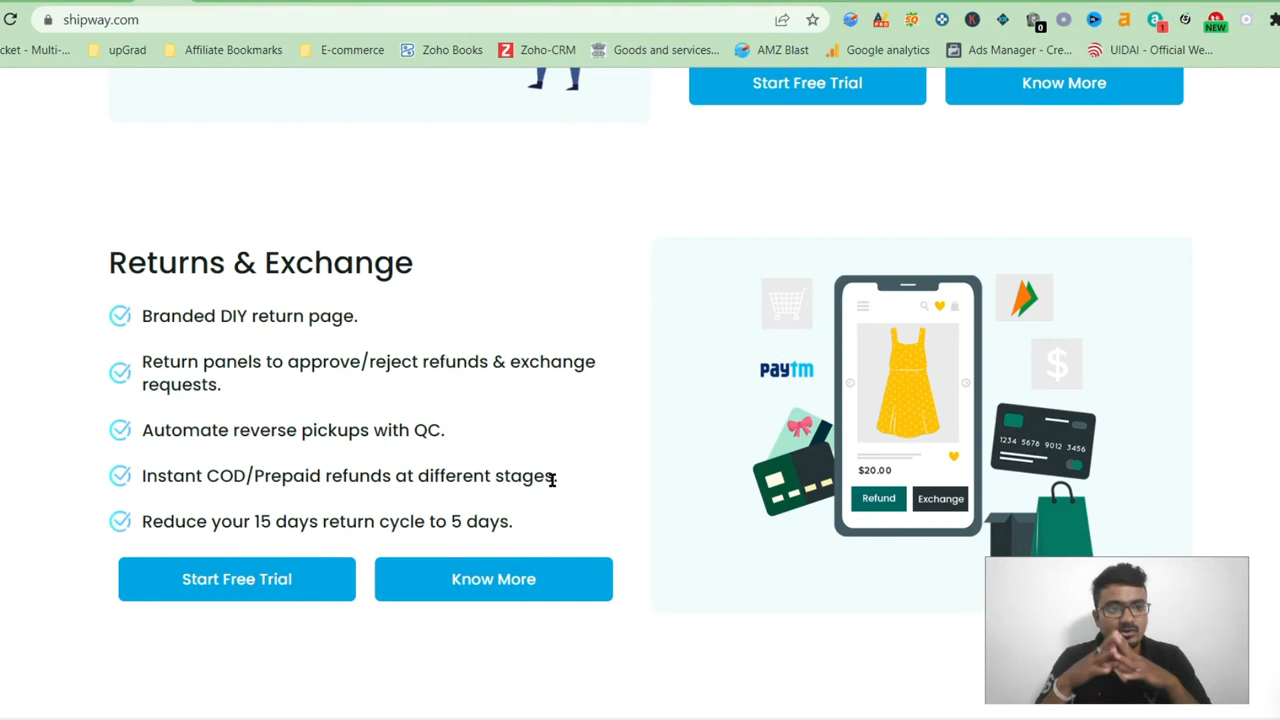 shipway.com
0
1
NEW
cket - Multi-...
upGrad
Affiliate Bookmarks
E-commerce
Zoho Books
Zoho-CRM
Goods and services...
AMZ Blast
Google analytics
Ads Manager - Cre...
UIDAI - Official We...
Start Free Trial
Know More
Returns & Exchange
Branded DIY return page.
Return panels to approve/reject refunds & exchange
requests.
Automate reverse pickups with QC.
Instant COD/Prepaid refunds at different stages.
Reduce your 15 days return cycle to 5 days.
Start Free Trial
Know More
paytm
$
1234 5678 9012 3456
$20.00
Refund
Exchange